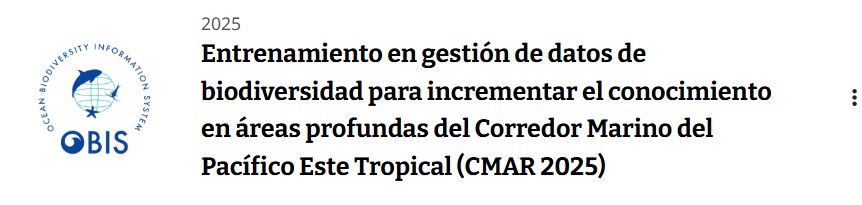 2025
Entrenamiento en gestión de datos de
biodiversidad para incrementar el conocimiento
en áreas profundas del Corredor Marino del
Pacífico Este Tropical (CMAR 2025)
OCEAN BIODIVERSITY INFORMATION SYSTEM
OBIS